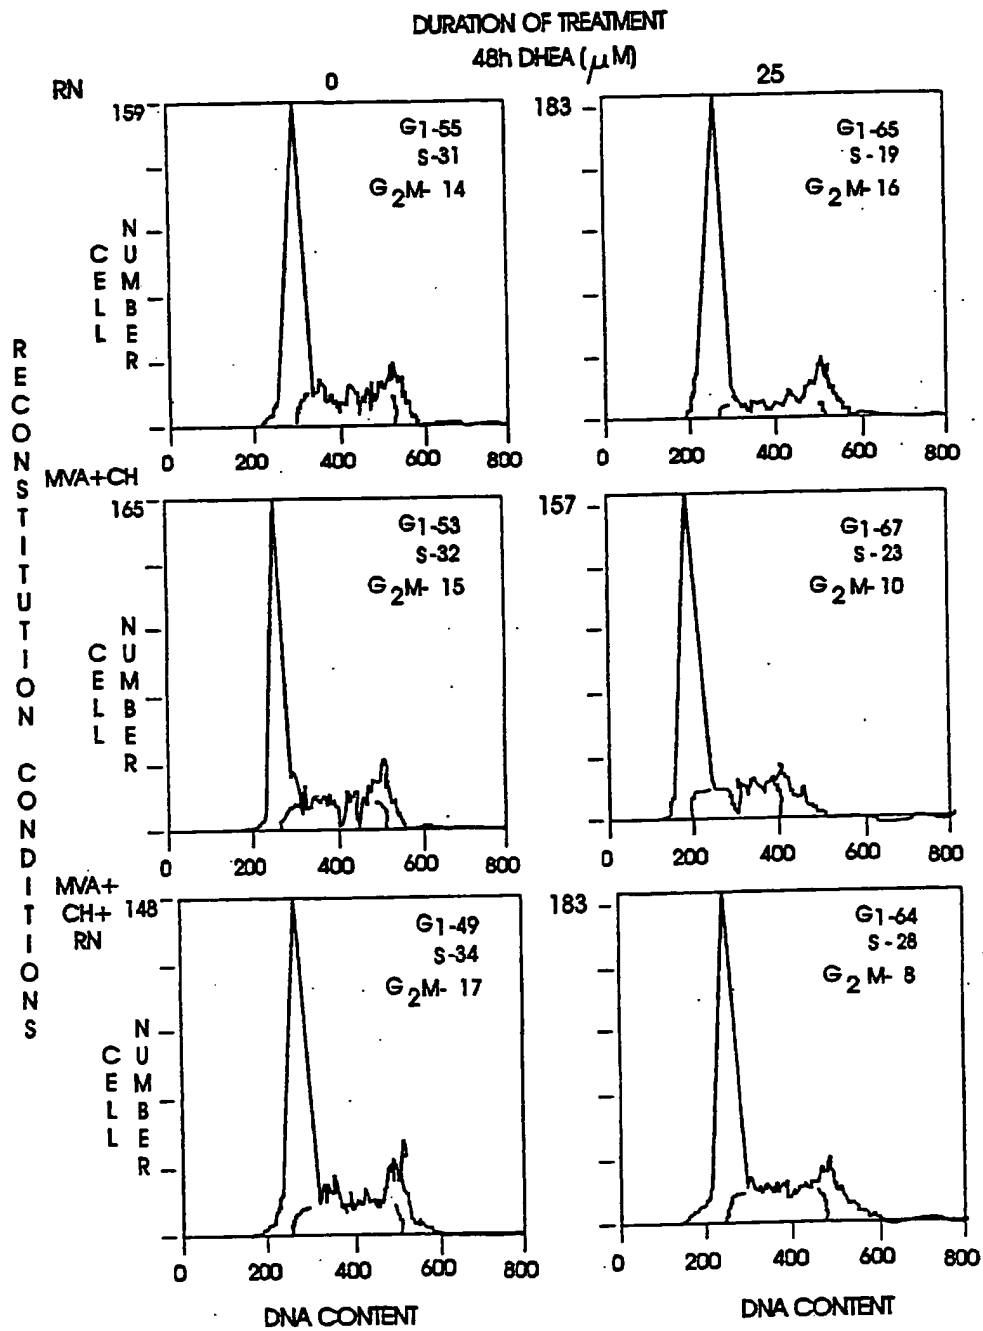 DURATION OF TREATMENT
48h DHEA (μM)
0
25
RECONSTITUTION CONDITIONS
RN
159
CELL NUMBER
G1-55
S-31
G2M- 14
0 200 400 600 800
183
G1-65
S-19
G2M-16
0 200 400 600 800
MVA+CH
165
CELL NUMBER
G1-53
S-32
G2M- 15
0 200 400 600 800
157
G1-67
S-23
G2M-10
0 200 400 600 800
MVA+
CH+
RN
148
CELL NUMBER
G1-49
S-34
G2M- 17
0 200 400 600 800
DNA CONTENT
183
G1-64
S-28
G2M-8
0 200 400 600 800
DNA CONTENT